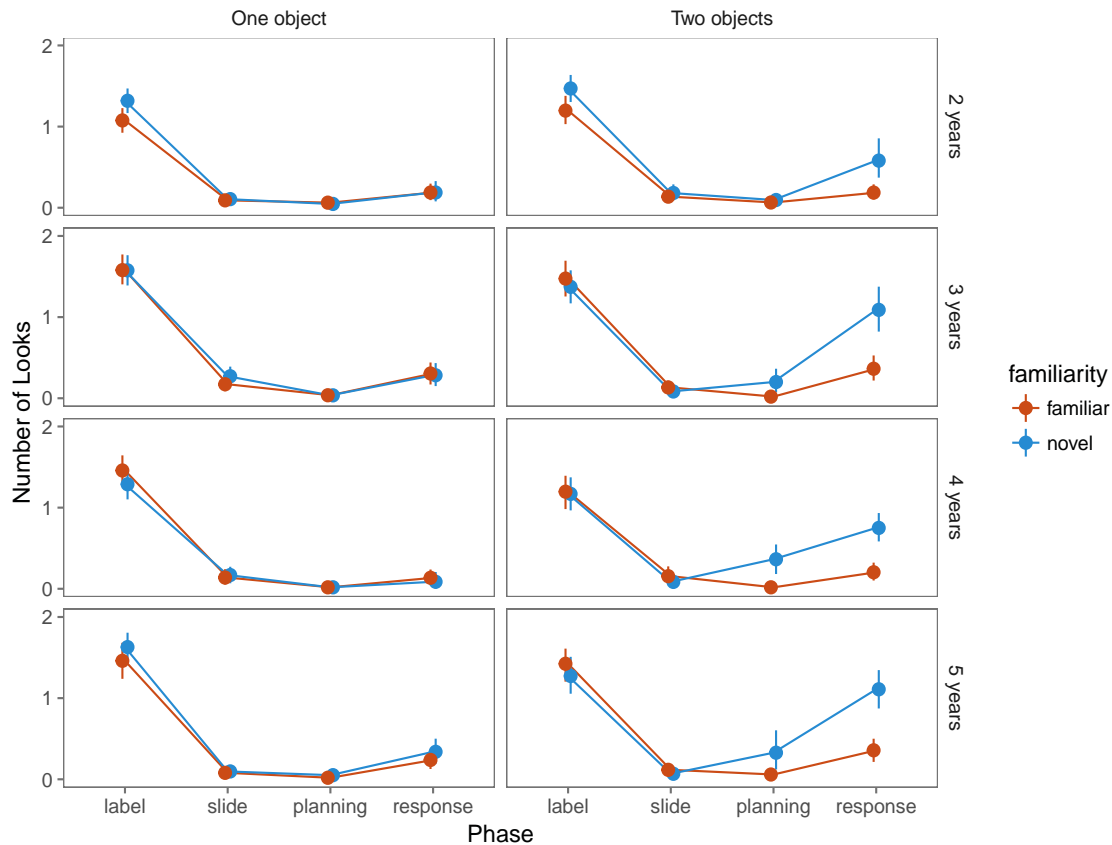 One object
Two objects
Number of Looks
2
1
0
2 years
2
1
0
3 years
2
1
0
4 years
2
1
0
5 years
label slide planning response
label slide planning response
Phase
familiarity
familiar
novel